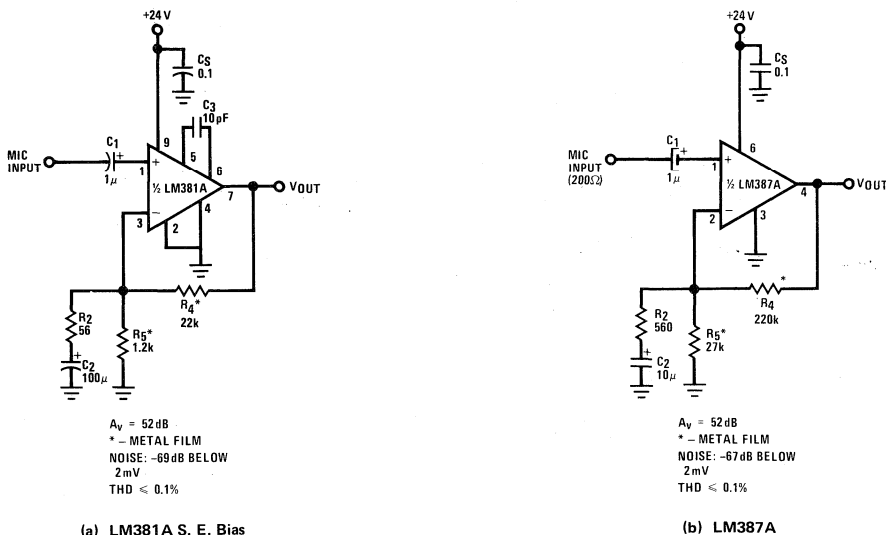 +24V
CS
0.1
C3
10pF
C1
9
5
MIC
INPUT
+
1μ
1
+
6
½ LM381A
7
VOUT
4
−
3
2
R4*
22k
R2
56
R5*
1.2k
+
C2
100μ
AV = 52dB
* – METAL FILM
NOISE: –69dB BELOW
2mV
THD ⩽ 0.1%
(a) LM381A S. E. Bias
+24V
CS
0.1
C1
6
MIC
INPUT
(200Ω)
+
1μ
1
+
½ LM387A
4
VOUT
−
2
3
*
R4
220k
R2
560
R5*
27k
+
C2
10μ
AV = 52dB
* – METAL FILM
NOISE: –67dB BELOW
2mV
THD ⩽ 0.1%
(b) LM387A